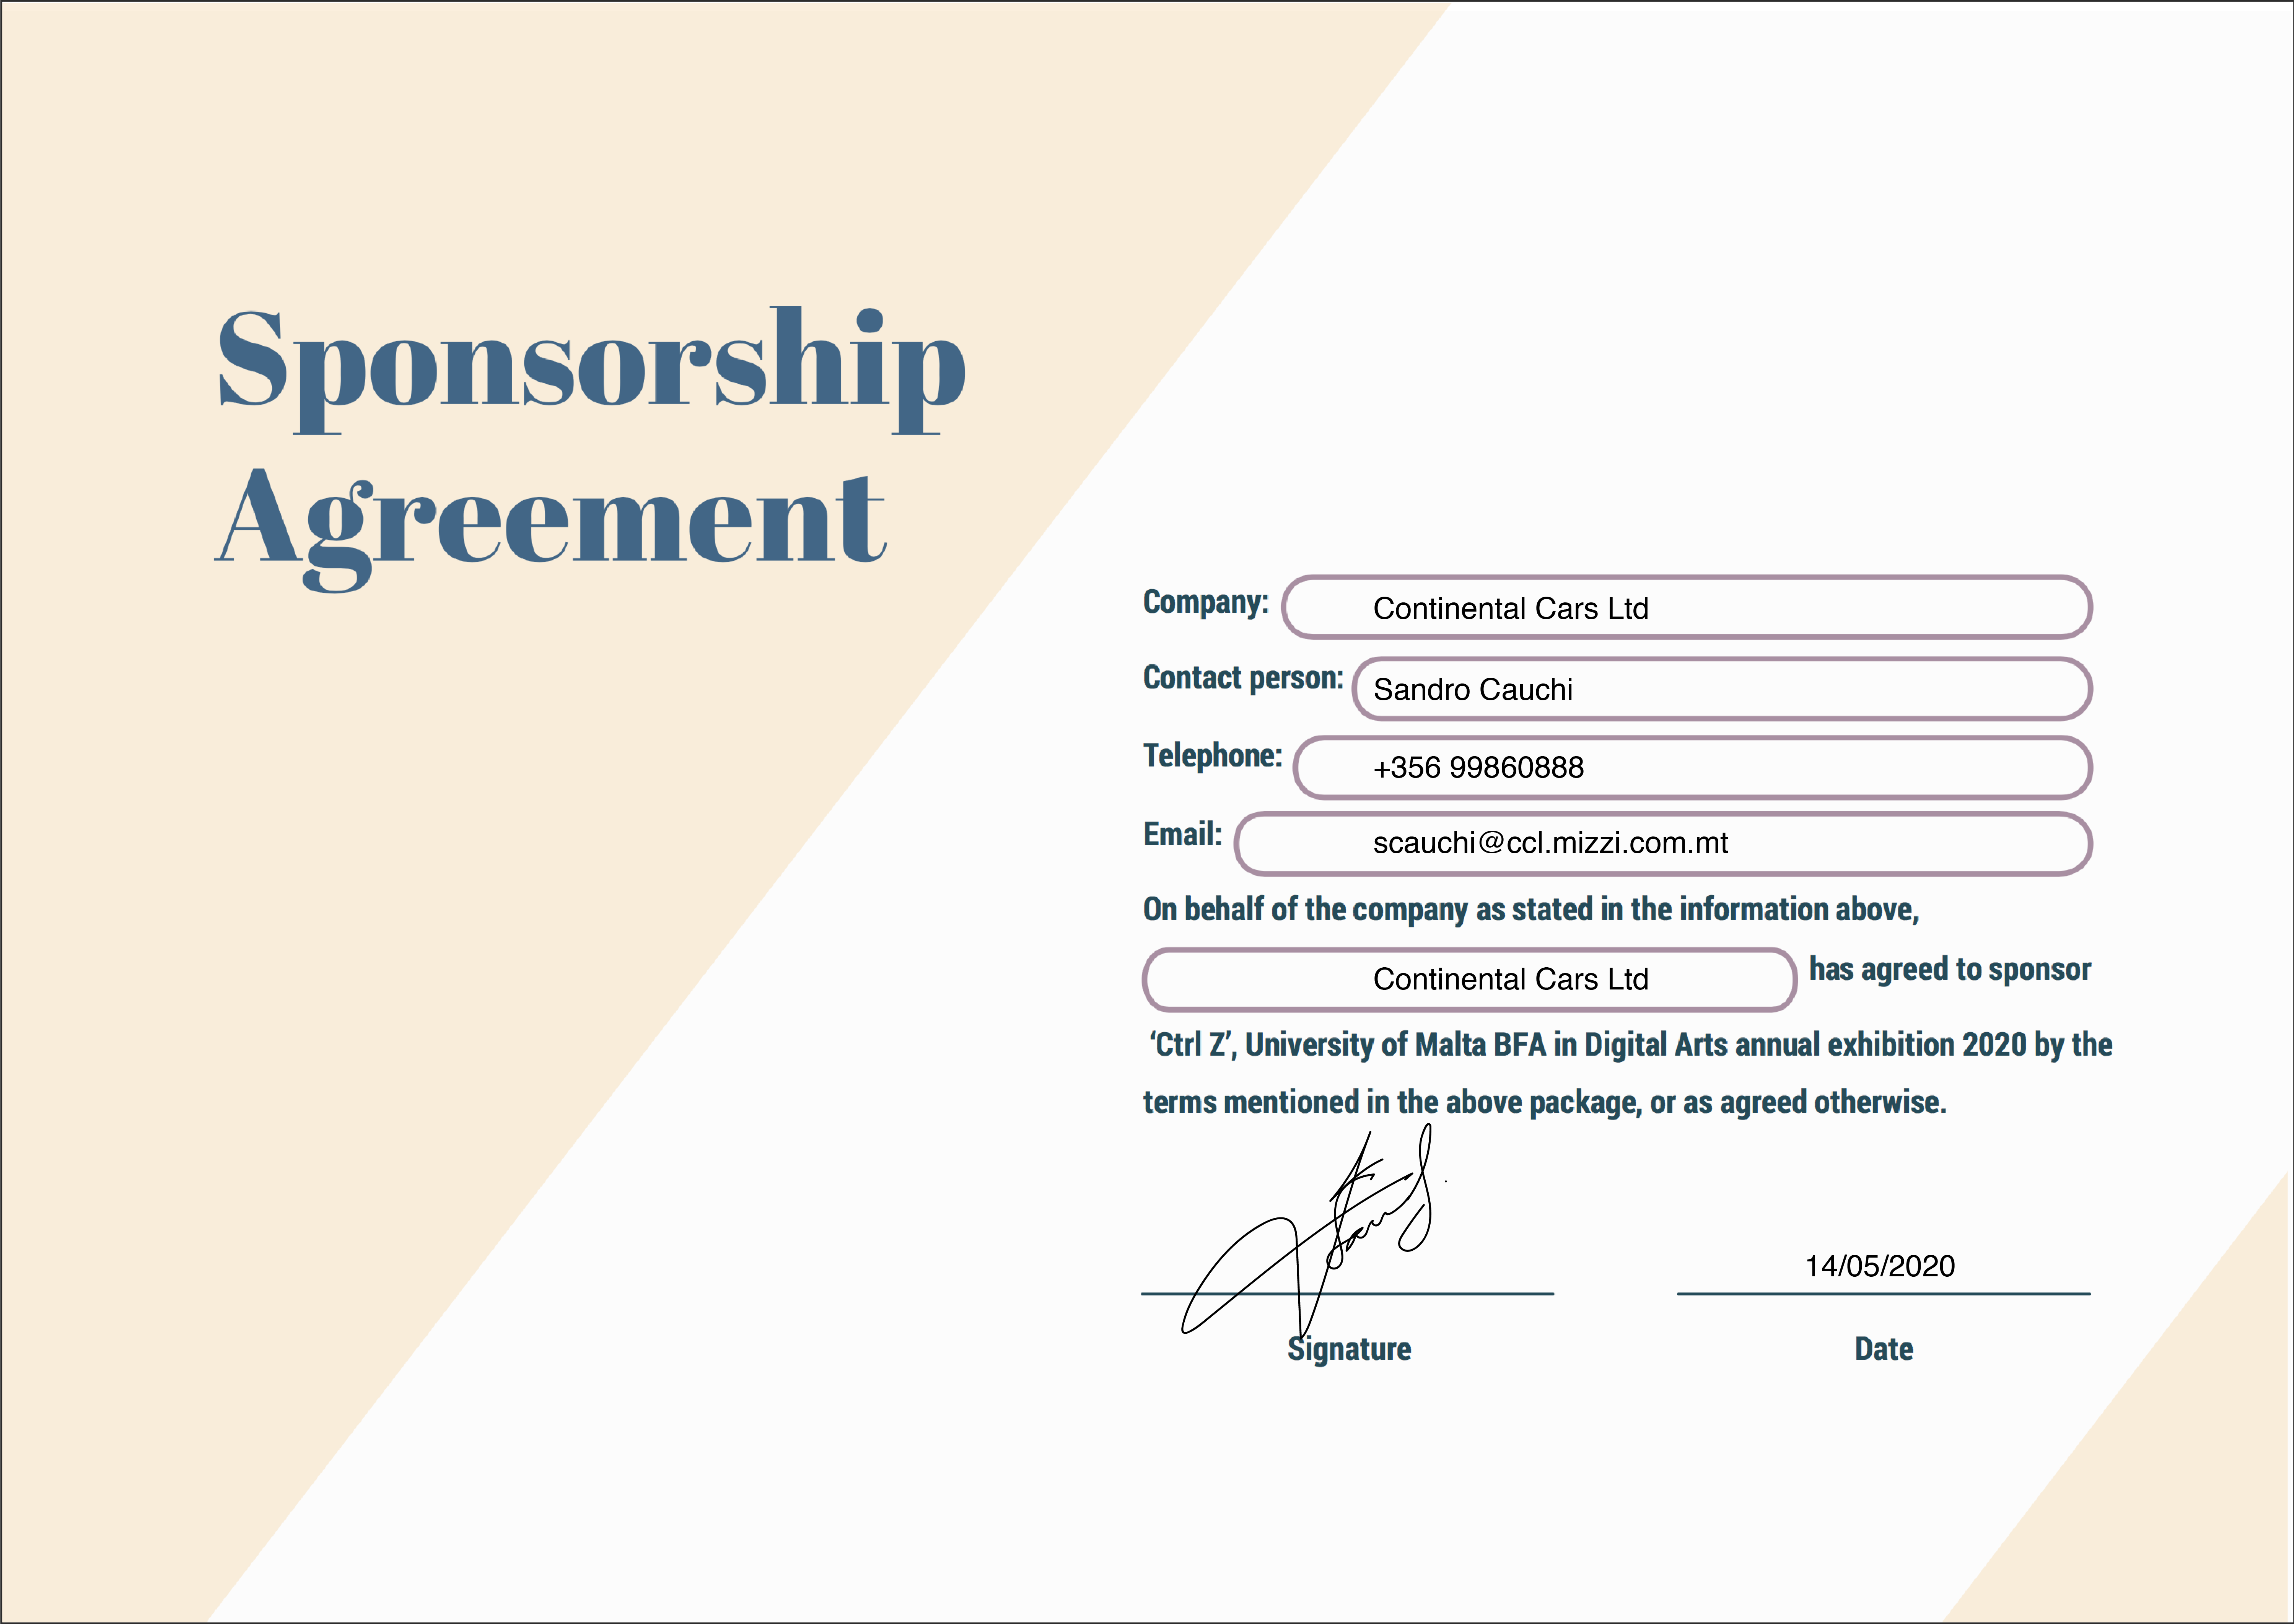 Sponsorship
Agreement
Company: Continental Cars Ltd
Contact person: Sandro Cauchi
Telephone: +356 99860888
Email: scauchi@ccl.mizzi.com.mt
On behalf of the company as stated in the information above,
Continental Cars Ltd has agreed to sponsor
‘Ctrl Z’, University of Malta BFA in Digital Arts annual exhibition 2020 by the
terms mentioned in the above package, or as agreed otherwise.
14/05/2020
Signature Date